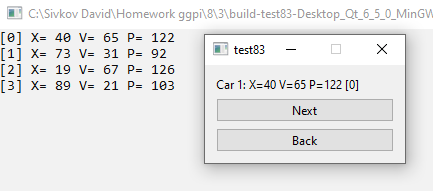 C:\Sivkov David\Homework ggpi\8\3\build-test83-Desktop_Qt_6_5_0_MinGW
[0] X= 40 V= 65 P= 122
[1] X= 73 V= 31 P= 92
[2] X= 19 V= 67 P= 126
[3] X= 89 V= 21 P= 103
test83
Car 1: X=40 V=65 P=122 [0]
Next
Back